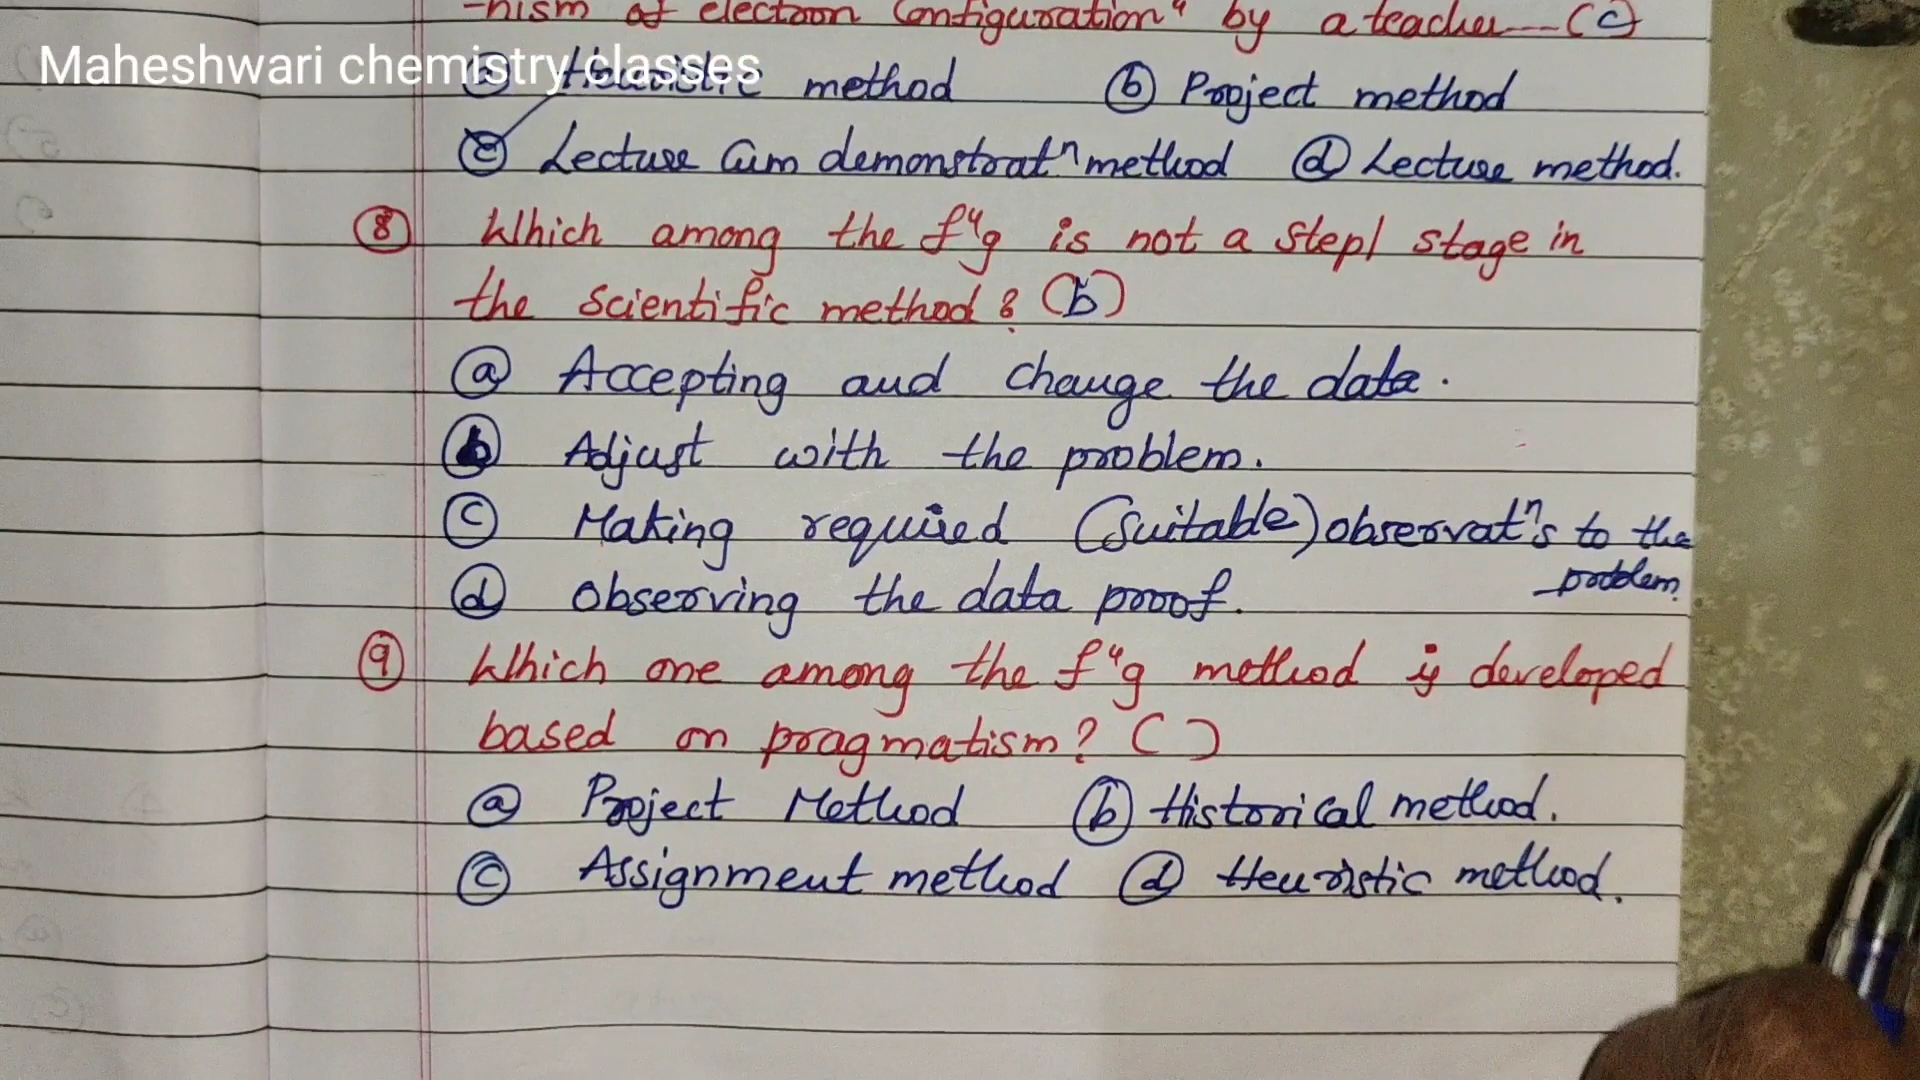 -nism of electron configuration" by a teacher---(c)
Maheshwari chemistry classes
(a) Heuristic method (b) Project method
(c) Lecture Cum demonstratⁿ method (d) Lecture method.
(8) Which among the f"g is not a step/ stage in
the scientific method? (b)
(a) Accepting and change the data.
(b) Adjust with the problem.
(c) Making required (suitable) observatⁿs to the
problem.
(d) Observing the data proof.
(9) Which one among the f"g method is developed
based on pragmatism? ( )
(a) Project Method (b) Historical method.
(c) Assignment method (d) Heuristic method.